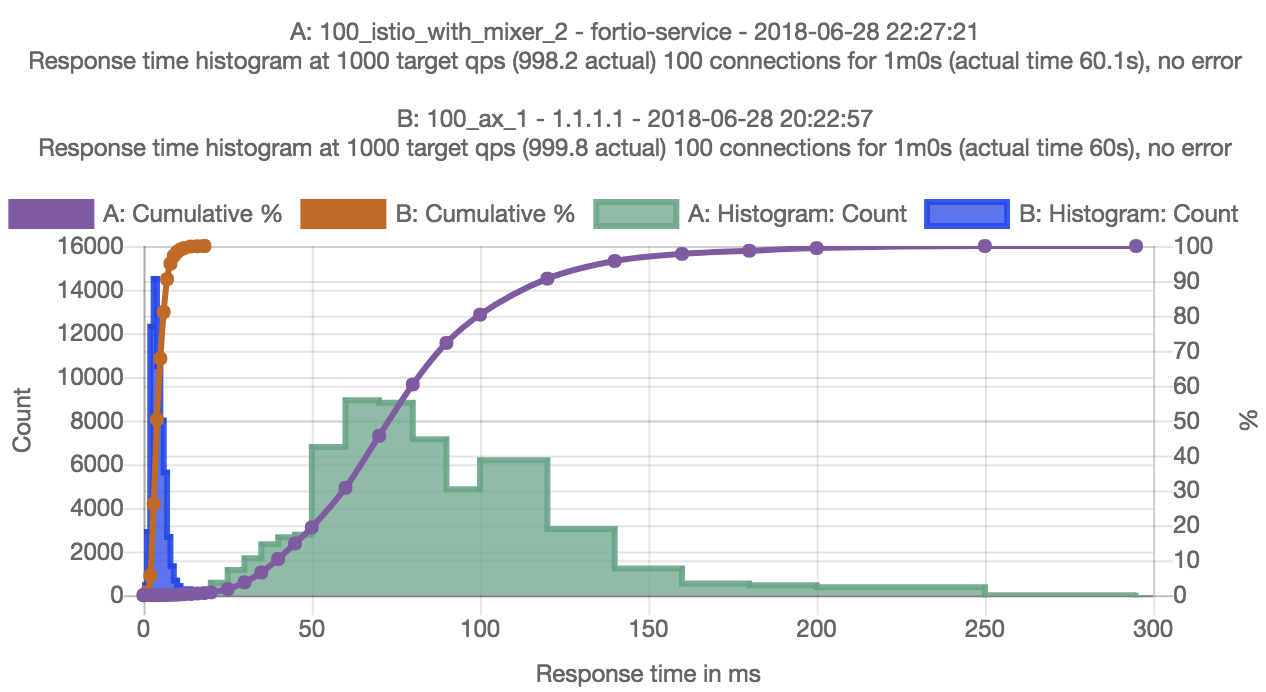 A: 100_istio_with_mixer_2 - fortio-service - 2018-06-28 22:27:21
Response time histogram at 1000 target qps (998.2 actual) 100 connections for 1m0s (actual time 60.1s), no error
B: 100_ax_1 - 1.1.1.1 - 2018-06-28 20:22:57
Response time histogram at 1000 target qps (999.8 actual) 100 connections for 1m0s (actual time 60s), no error
A: Cumulative % B: Cumulative % A: Histogram: Count B: Histogram: Count
16000 100
14000 90
12000 80
10000 70
8000 60
6000 50
4000 40
2000 30
0 20
10
0
Count
%
0 50 100 150 200 250 300
Response time in ms